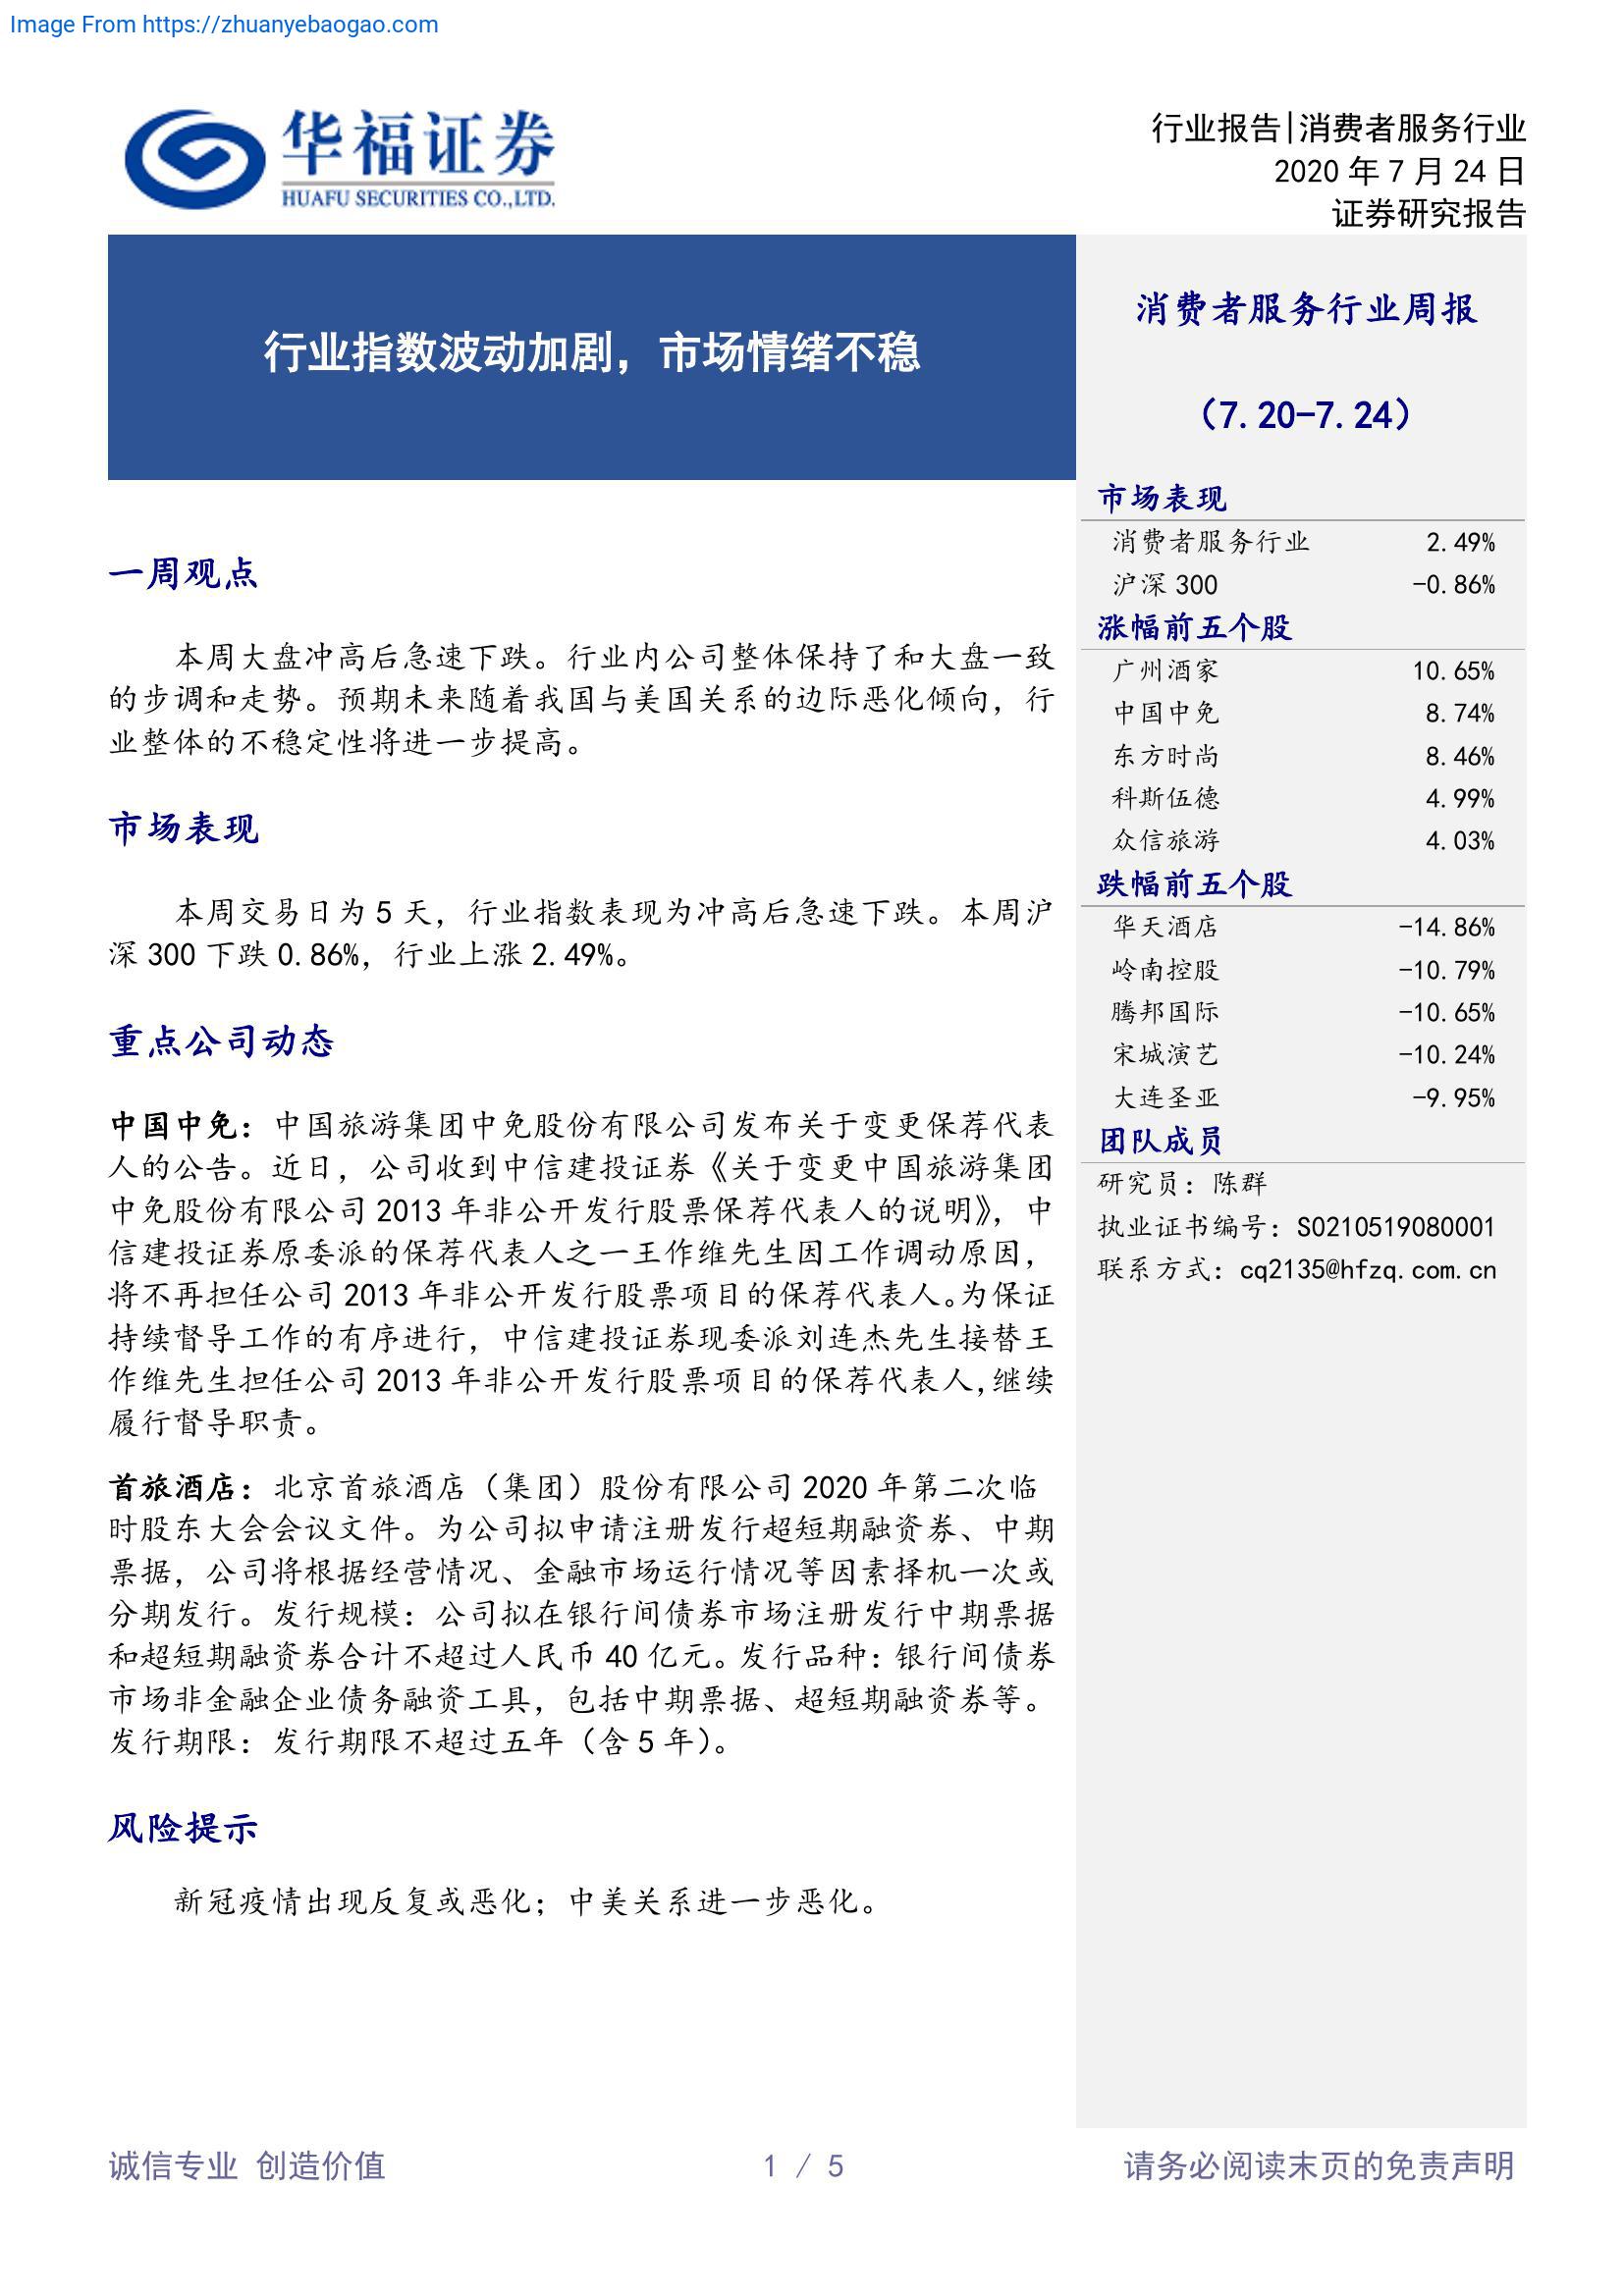 Image From https://zhuanyebaogao.com
华福证券
HUAFU SECURITIES CO.,LTD.
行业报告|消费者服务行业
2020 年 7 月 24 日
证券研究报告
行业指数波动加剧，市场情绪不稳
一周观点
本周大盘冲高后急速下跌。行业内公司整体保持了和大盘一致
的步调和走势。预期未来随着我国与美国关系的边际恶化倾向，行
业整体的不稳定性将进一步提高。
市场表现
本周交易日为 5 天，行业指数表现为冲高后急速下跌。本周沪
深 300 下跌 0.86%，行业上涨 2.49%。
重点公司动态
中国中免：中国旅游集团中免股份有限公司发布关于变更保荐代表
人的公告。近日，公司收到中信建投证券《关于变更中国旅游集团
中免股份有限公司 2013 年非公开发行股票保荐代表人的说明》，中
信建投证券原委派的保荐代表人之一王作维先生因工作调动原因，
将不再担任公司 2013 年非公开发行股票项目的保荐代表人。为保证
持续督导工作的有序进行，中信建投证券现委派刘连杰先生接替王
作维先生担任公司 2013 年非公开发行股票项目的保荐代表人,继续
履行督导职责。
首旅酒店：北京首旅酒店（集团）股份有限公司 2020 年第二次临
时股东大会会议文件。为公司拟申请注册发行超短期融资券、中期
票据，公司将根据经营情况、金融市场运行情况等因素择机一次或
分期发行。发行规模：公司拟在银行间债券市场注册发行中期票据
和超短期融资券合计不超过人民币 40 亿元。发行品种：银行间债券
市场非金融企业债务融资工具，包括中期票据、超短期融资券等。
发行期限：发行期限不超过五年（含 5 年）。
风险提示
新冠疫情出现反复或恶化；中美关系进一步恶化。
消费者服务行业周报
（7.20-7.24）
市场表现
消费者服务行业 2.49%
沪深 300 -0.86%
涨幅前五个股
广州酒家 10.65%
中国中免 8.74%
东方时尚 8.46%
科斯伍德 4.99%
众信旅游 4.03%
跌幅前五个股
华天酒店 -14.86%
岭南控股 -10.79%
腾邦国际 -10.65%
宋城演艺 -10.24%
大连圣亚 -9.95%
团队成员
研究员：陈群
执业证书编号：S0210519080001
联系方式：cq2135@hfzq.com.cn
诚信专业 创造价值
1 / 5
请务必阅读末页的免责声明